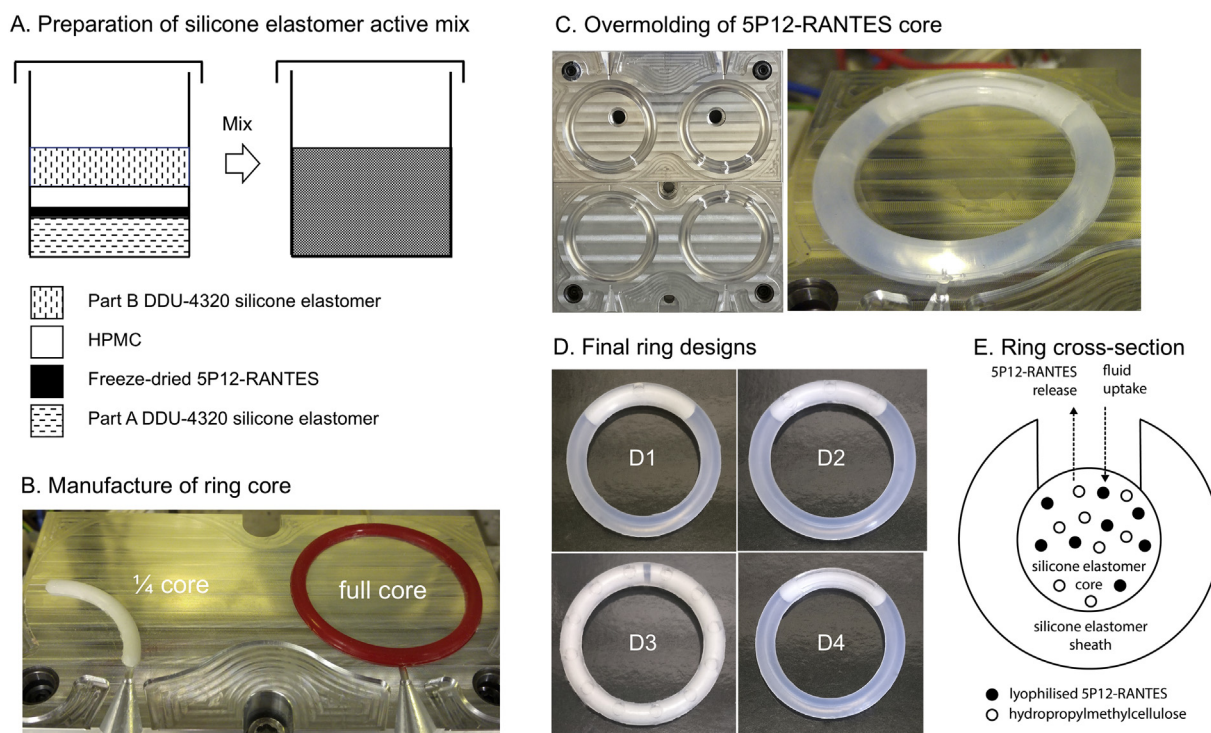 A. Preparation of silicone elastomer active mix
Mix
Part B DDU-4320 silicone elastomer
HPMC
Freeze-dried 5P12-RANTES
Part A DDU-4320 silicone elastomer
B. Manufacture of ring core
¼ core
full core
C. Overmolding of 5P12-RANTES core
D. Final ring designs
D1
D2
D3
D4
E. Ring cross-section
5P12-RANTES
release
fluid
uptake
silicone elastomer
core
silicone elastomer
sheath
lyophilised 5P12-RANTES
hydropropylmethylcellulose